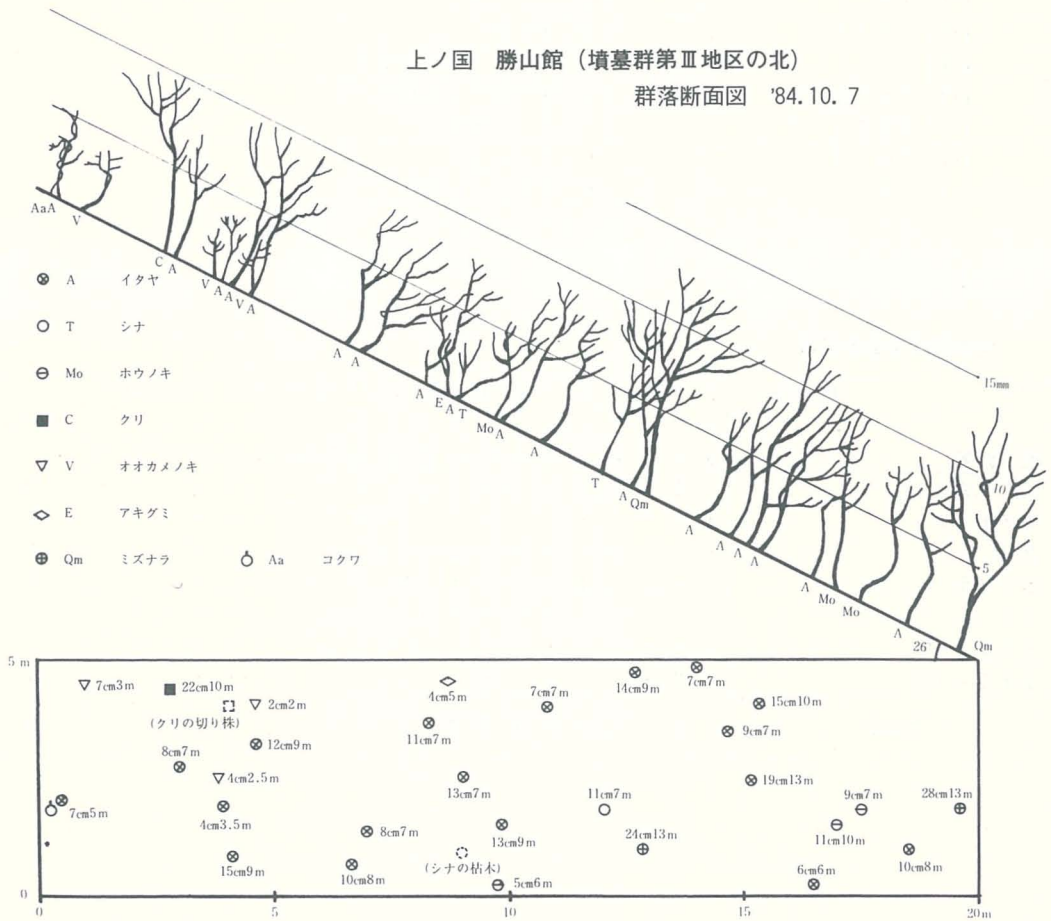 上ノ国 勝山館（墳墓群第Ⅲ地区の北）
群落断面図 '84.10.7
AaA
V
C A
V A A V A
A A
A E A T
Mo A
A
T
A Qm
A
A A A
A Mo
Mo
A
Qm
15mm
10
5
26
A イタヤ
T シナ
Mo ホウノキ
C クリ
V オオカメノキ
E アキグミ
Qm ミズナラ
Aa コクワ
5m
7cm3m
22cm10m
(クリの切り株)
2cm2m
12cm9m
8cm7m
4cm2.5m
7cm5m
4cm3.5m
15cm9m
4cm5m
11cm7m
13cm7m
8cm7m
10cm8m
(シナの枯木)
13cm9m
5cm6m
7cm7m
11cm7m
14cm9m
24cm13m
7cm7m
15cm10m
9cm7m
19cm13m
9cm7m
11cm10m
6cm6m
28cm13m
10cm8m
0
0 5 10 15 20m